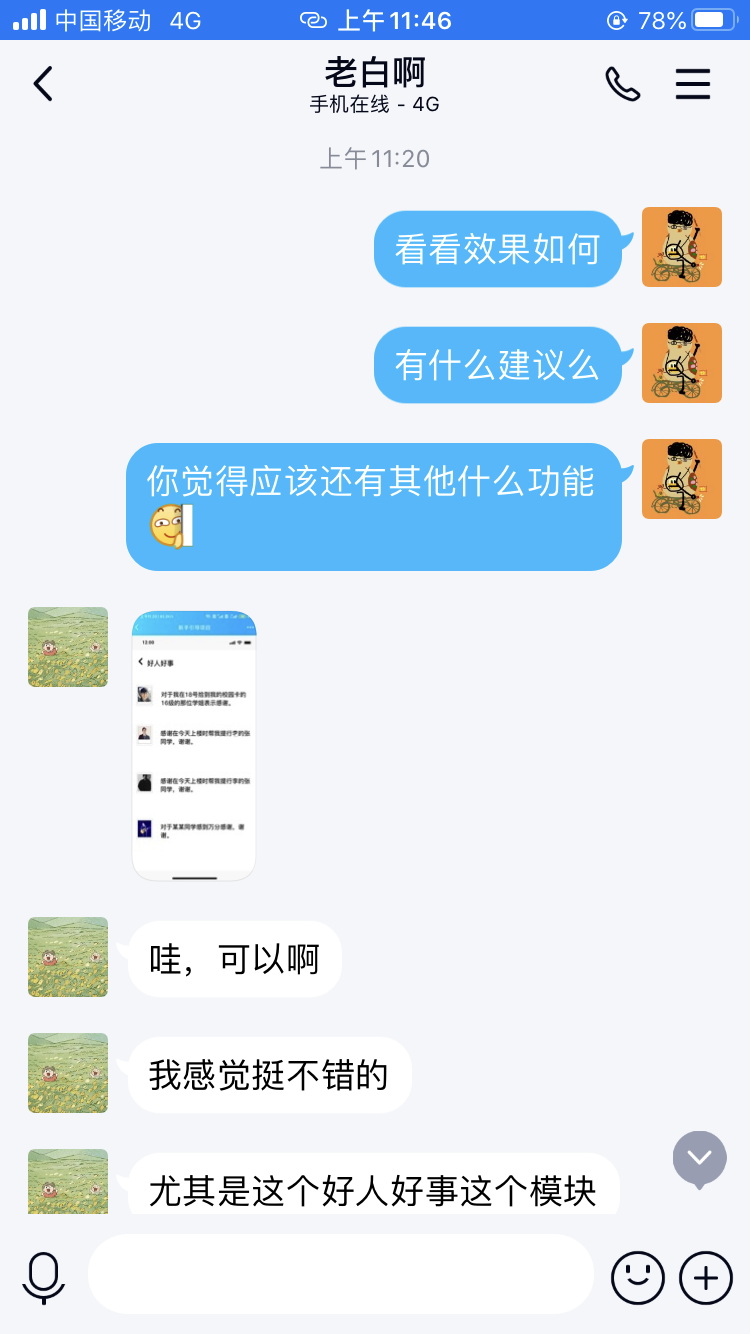 中国移动 4G 上午11:46 78%
老白啊
手机在线 - 4G
上午11:20
看看效果如何
有什么建议么
你觉得应该还有其他什么功能
13:00
好人好事
对于我在18号捡到我的校园卡的
16级的那位学姐表示感谢。
感谢在今天上楼时帮我提行李的张
同学、谢谢。
感谢在今天上楼时帮我提行李的张
同学、谢谢。
对于某某同学感到万分感谢、谢
谢。
哇，可以啊
我感觉挺不错的
尤其是这个好人好事这个模块